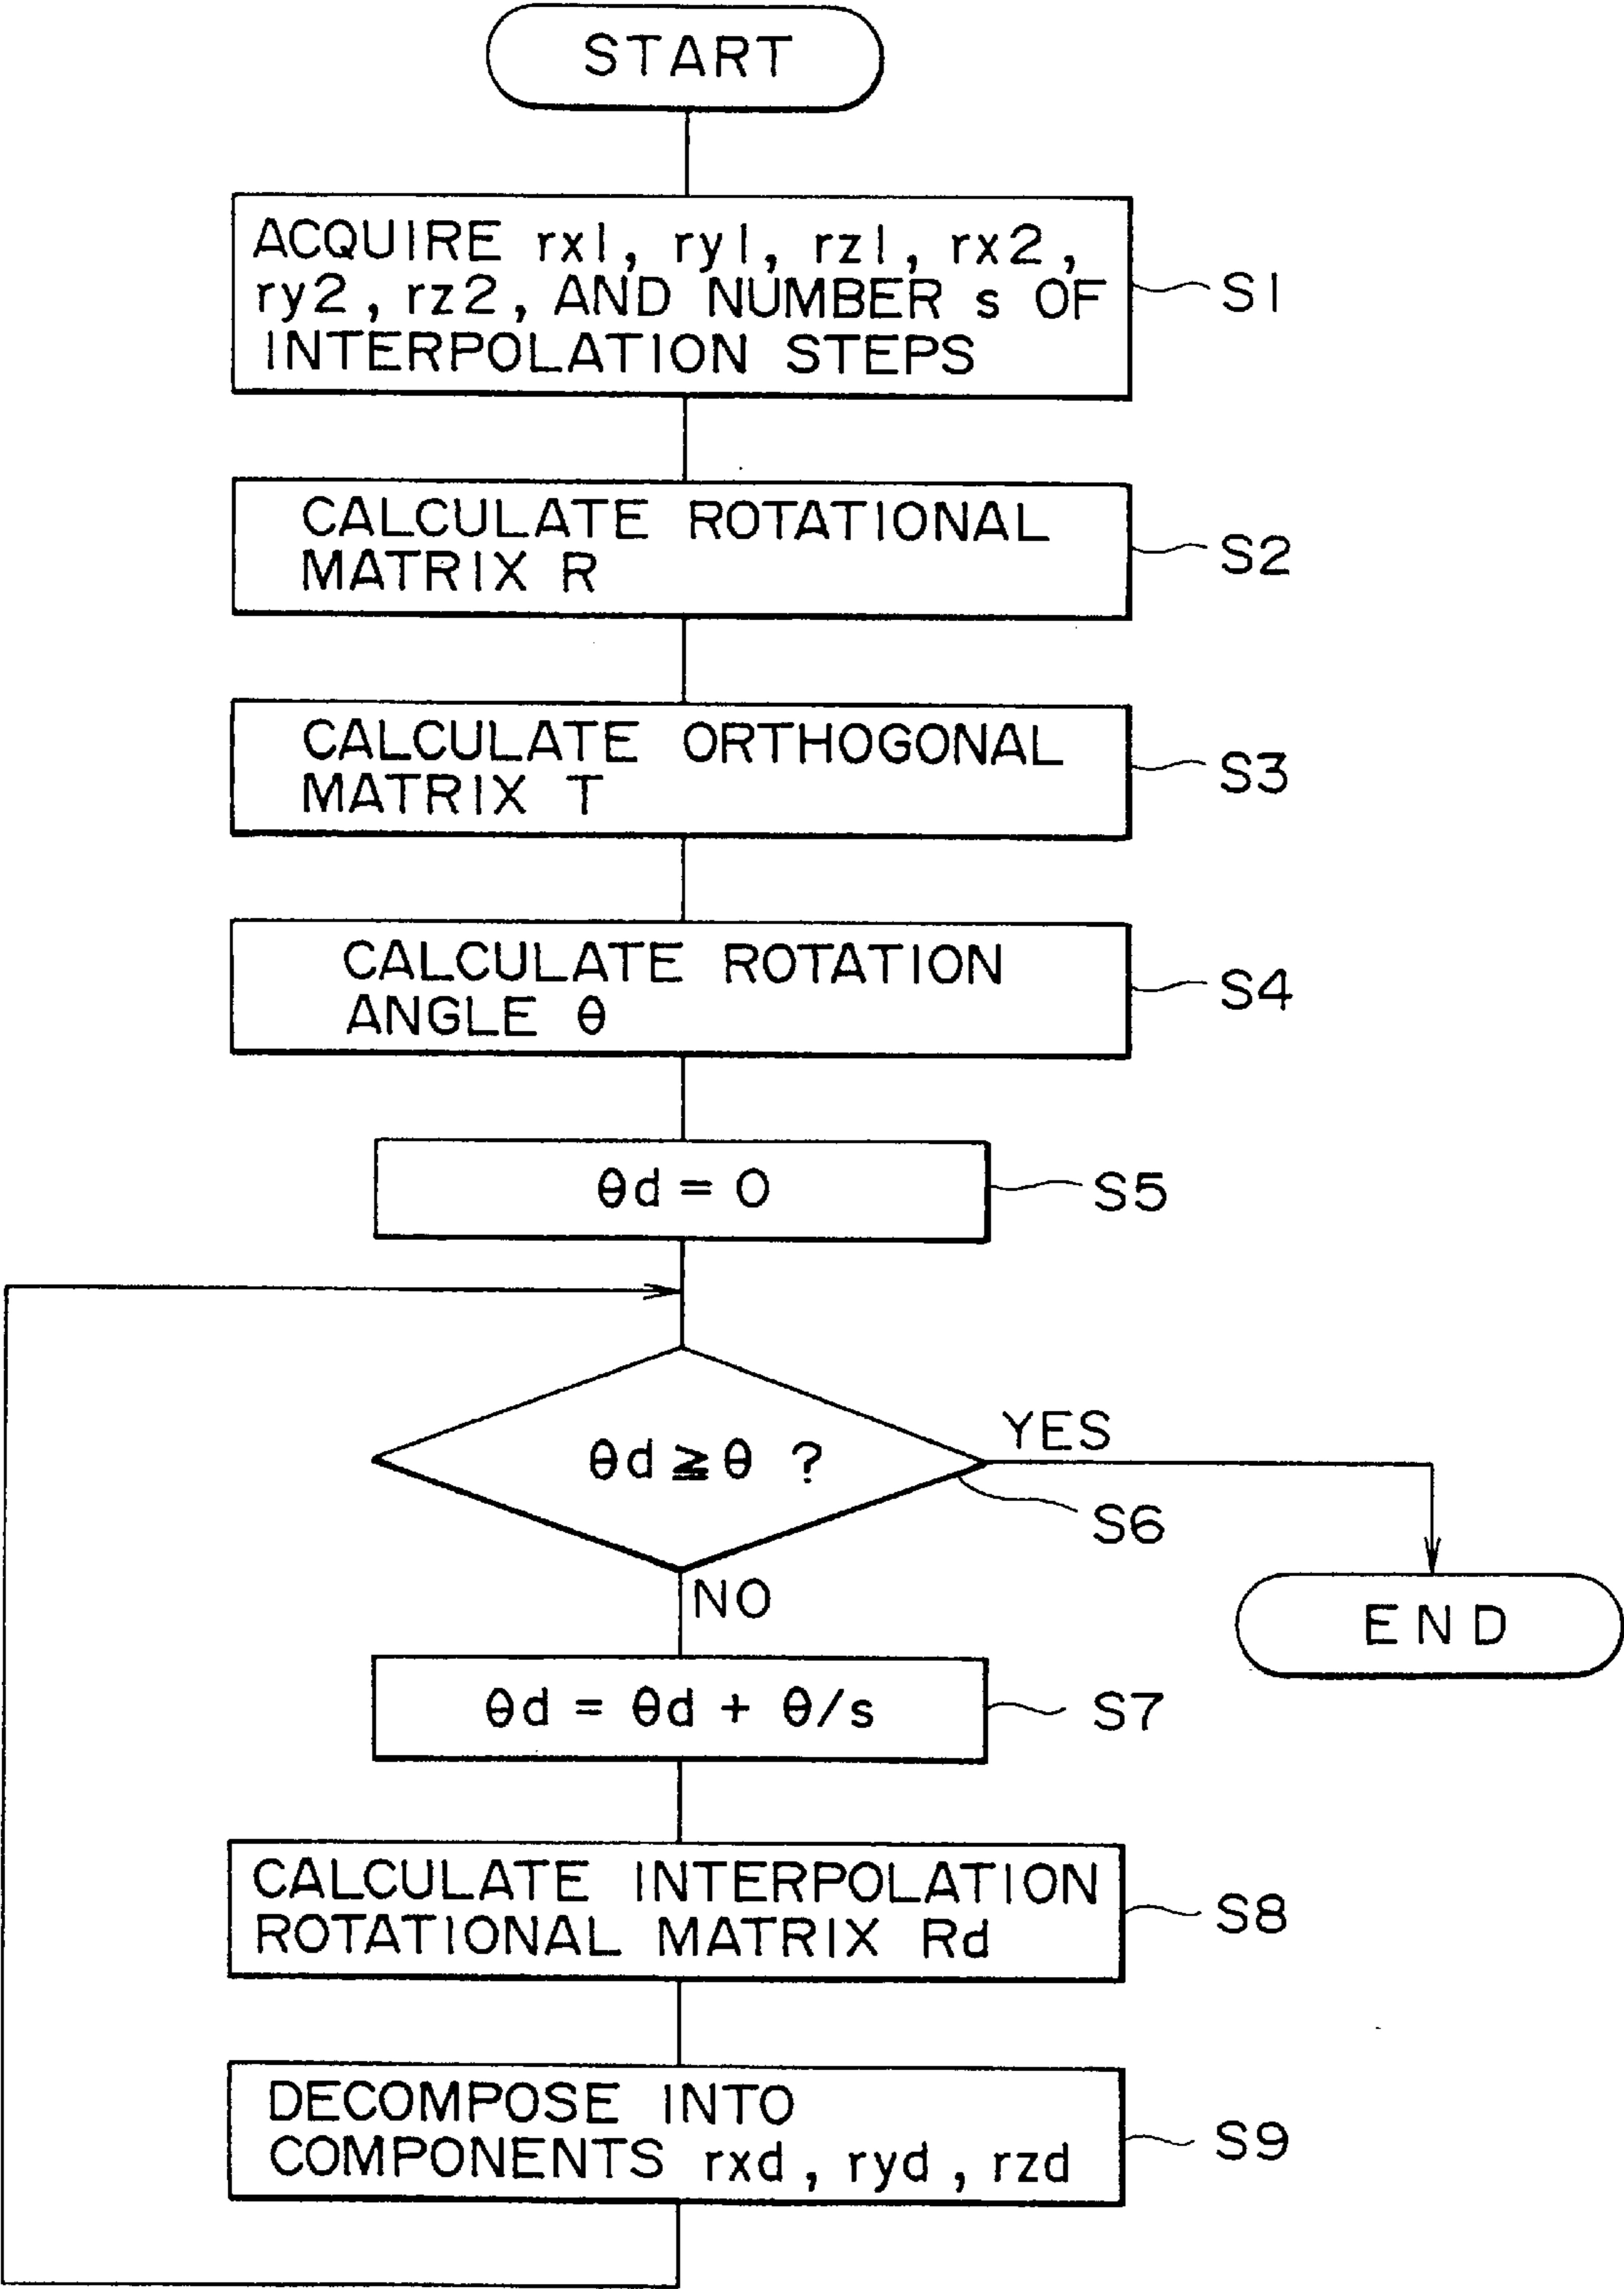 START
ACQUIRE rx1, ry1, rz1, rx2,
ry2, rz2, AND NUMBER s OF
INTERPOLATION STEPS
S1
CALCULATE ROTATIONAL
MATRIX R
S2
CALCULATE ORTHOGONAL
MATRIX T
S3
CALCULATE ROTATION
ANGLE θ
S4
θd = 0
S5
θd ≧ θ ?
YES
S6
NO
END
θd = θd + θ/s
S7
CALCULATE INTERPOLATION
ROTATIONAL MATRIX Rd
S8
DECOMPOSE INTO
COMPONENTS rxd, ryd, rzd
S9